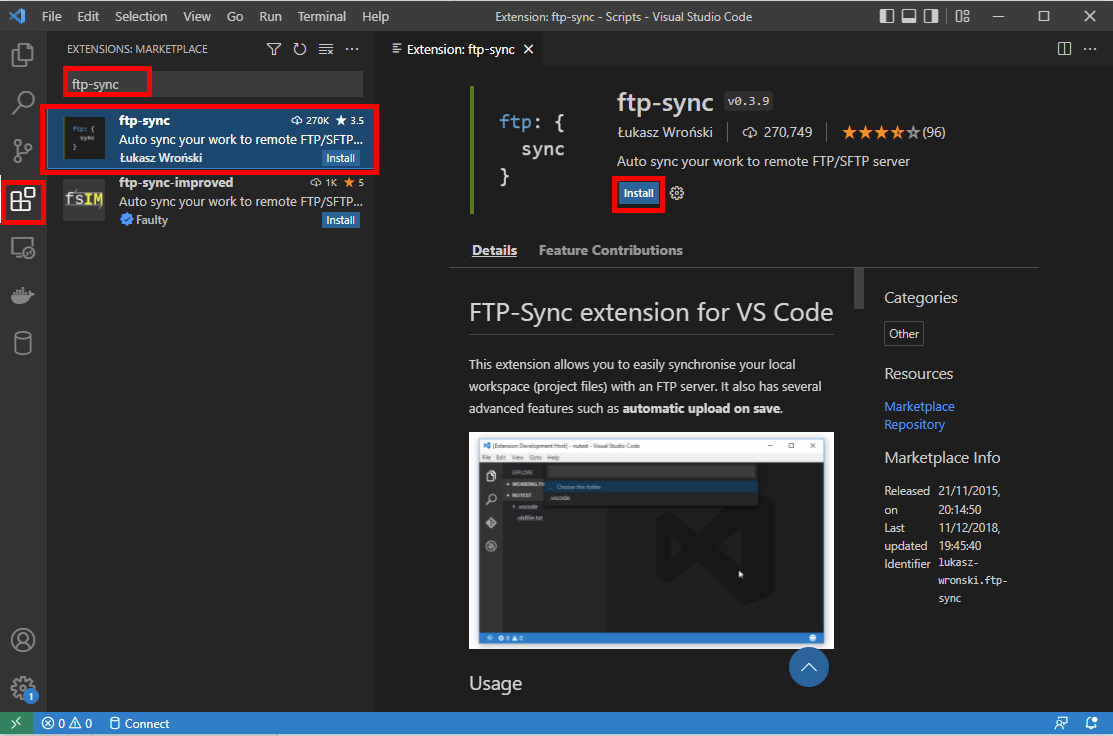 File Edit Selection View Go Run Terminal Help
Extension: ftp-sync - Scripts - Visual Studio Code
EXTENSIONS: MARKETPLACE
ftp-sync
ftp: {
sync
}
ftp-sync 270K ★ 3.5
Auto sync your work to remote FTP/SFTP...
Łukasz Wroński Install
fsIM
ftp-sync-improved 1K ★ 5
Auto sync your work to remote FTP/SFTP...
Faulty Install
Extension: ftp-sync
ftp: {
sync
}
ftp-sync v0.3.9
Łukasz Wroński 270,749 (96)
Auto sync your work to remote FTP/SFTP server
Install
Details Feature Contributions
FTP-Sync extension for VS Code
This extension allows you to easily synchronise your local
workspace (project files) with an FTP server. It also has several
advanced features such as automatic upload on save.
[Extension Development Host] - nutest - Visual Studio Code
File Edit View Goto Help
EXPLORE
WORKING FI
NUTEST
.vscode
oldfile.txt
.. Choose this folder
.vscode
0 0
Usage
Categories
Other
Resources
Marketplace
Repository
Marketplace Info
Released on 21/11/2015, 20:14:50
Last updated 11/12/2018, 19:45:40
Identifier lukasz-wronski.ftp-sync
1
0 0 Connect